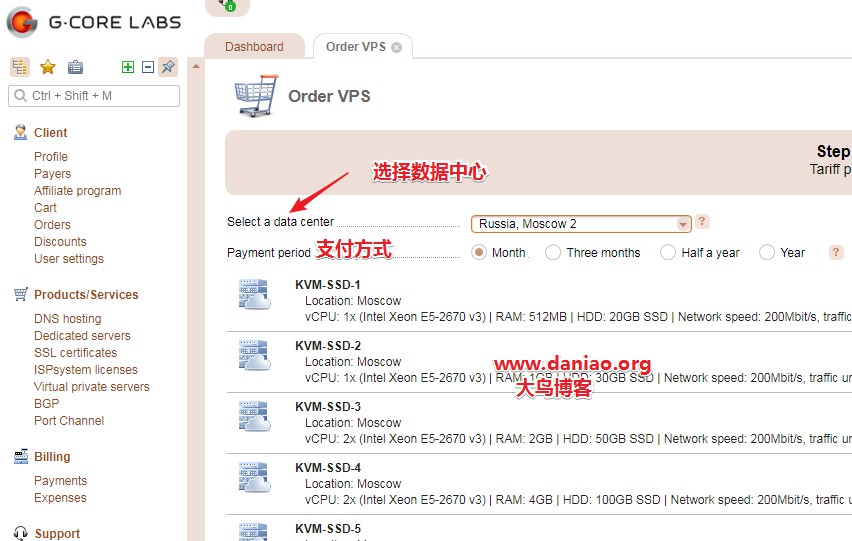 G-CORE LABS
0
Dashboard
Order VPS
Ctrl + Shift + M
Order VPS
Client
Profile
Payers
Affiliate program
Cart
Orders
Discounts
User settings
Products/Services
DNS hosting
Dedicated servers
SSL certificates
ISPsystem licenses
Virtual private servers
BGP
Port Channel
Billing
Payments
Expenses
Support
Step
Tariff p
选择数据中心
Select a data center
Russia, Moscow 2
?
Payment period
支付方式
Month
Three months
Half a year
Year
?
KVM-SSD-1
Location: Moscow
vCPU: 1x (Intel Xeon E5-2670 v3) | RAM: 512MB | HDD: 20GB SSD | Network speed: 200Mbit/s, traffic
KVM-SSD-2
Location: Moscow
vCPU: 1x (Intel Xeon E5-2670 v3) | RAM: 1GB | HDD: 30GB SSD | Network speed: 200Mbit/s, traffic ur
www.daniao.org
大鸟博客
KVM-SSD-3
Location: Moscow
vCPU: 2x (Intel Xeon E5-2670 v3) | RAM: 2GB | HDD: 50GB SSD | Network speed: 200Mbit/s, traffic ur
KVM-SSD-4
Location: Moscow
vCPU: 2x (Intel Xeon E5-2670 v3) | RAM: 4GB | HDD: 100GB SSD | Network speed: 200Mbit/s, traffic u
KVM-SSD-5